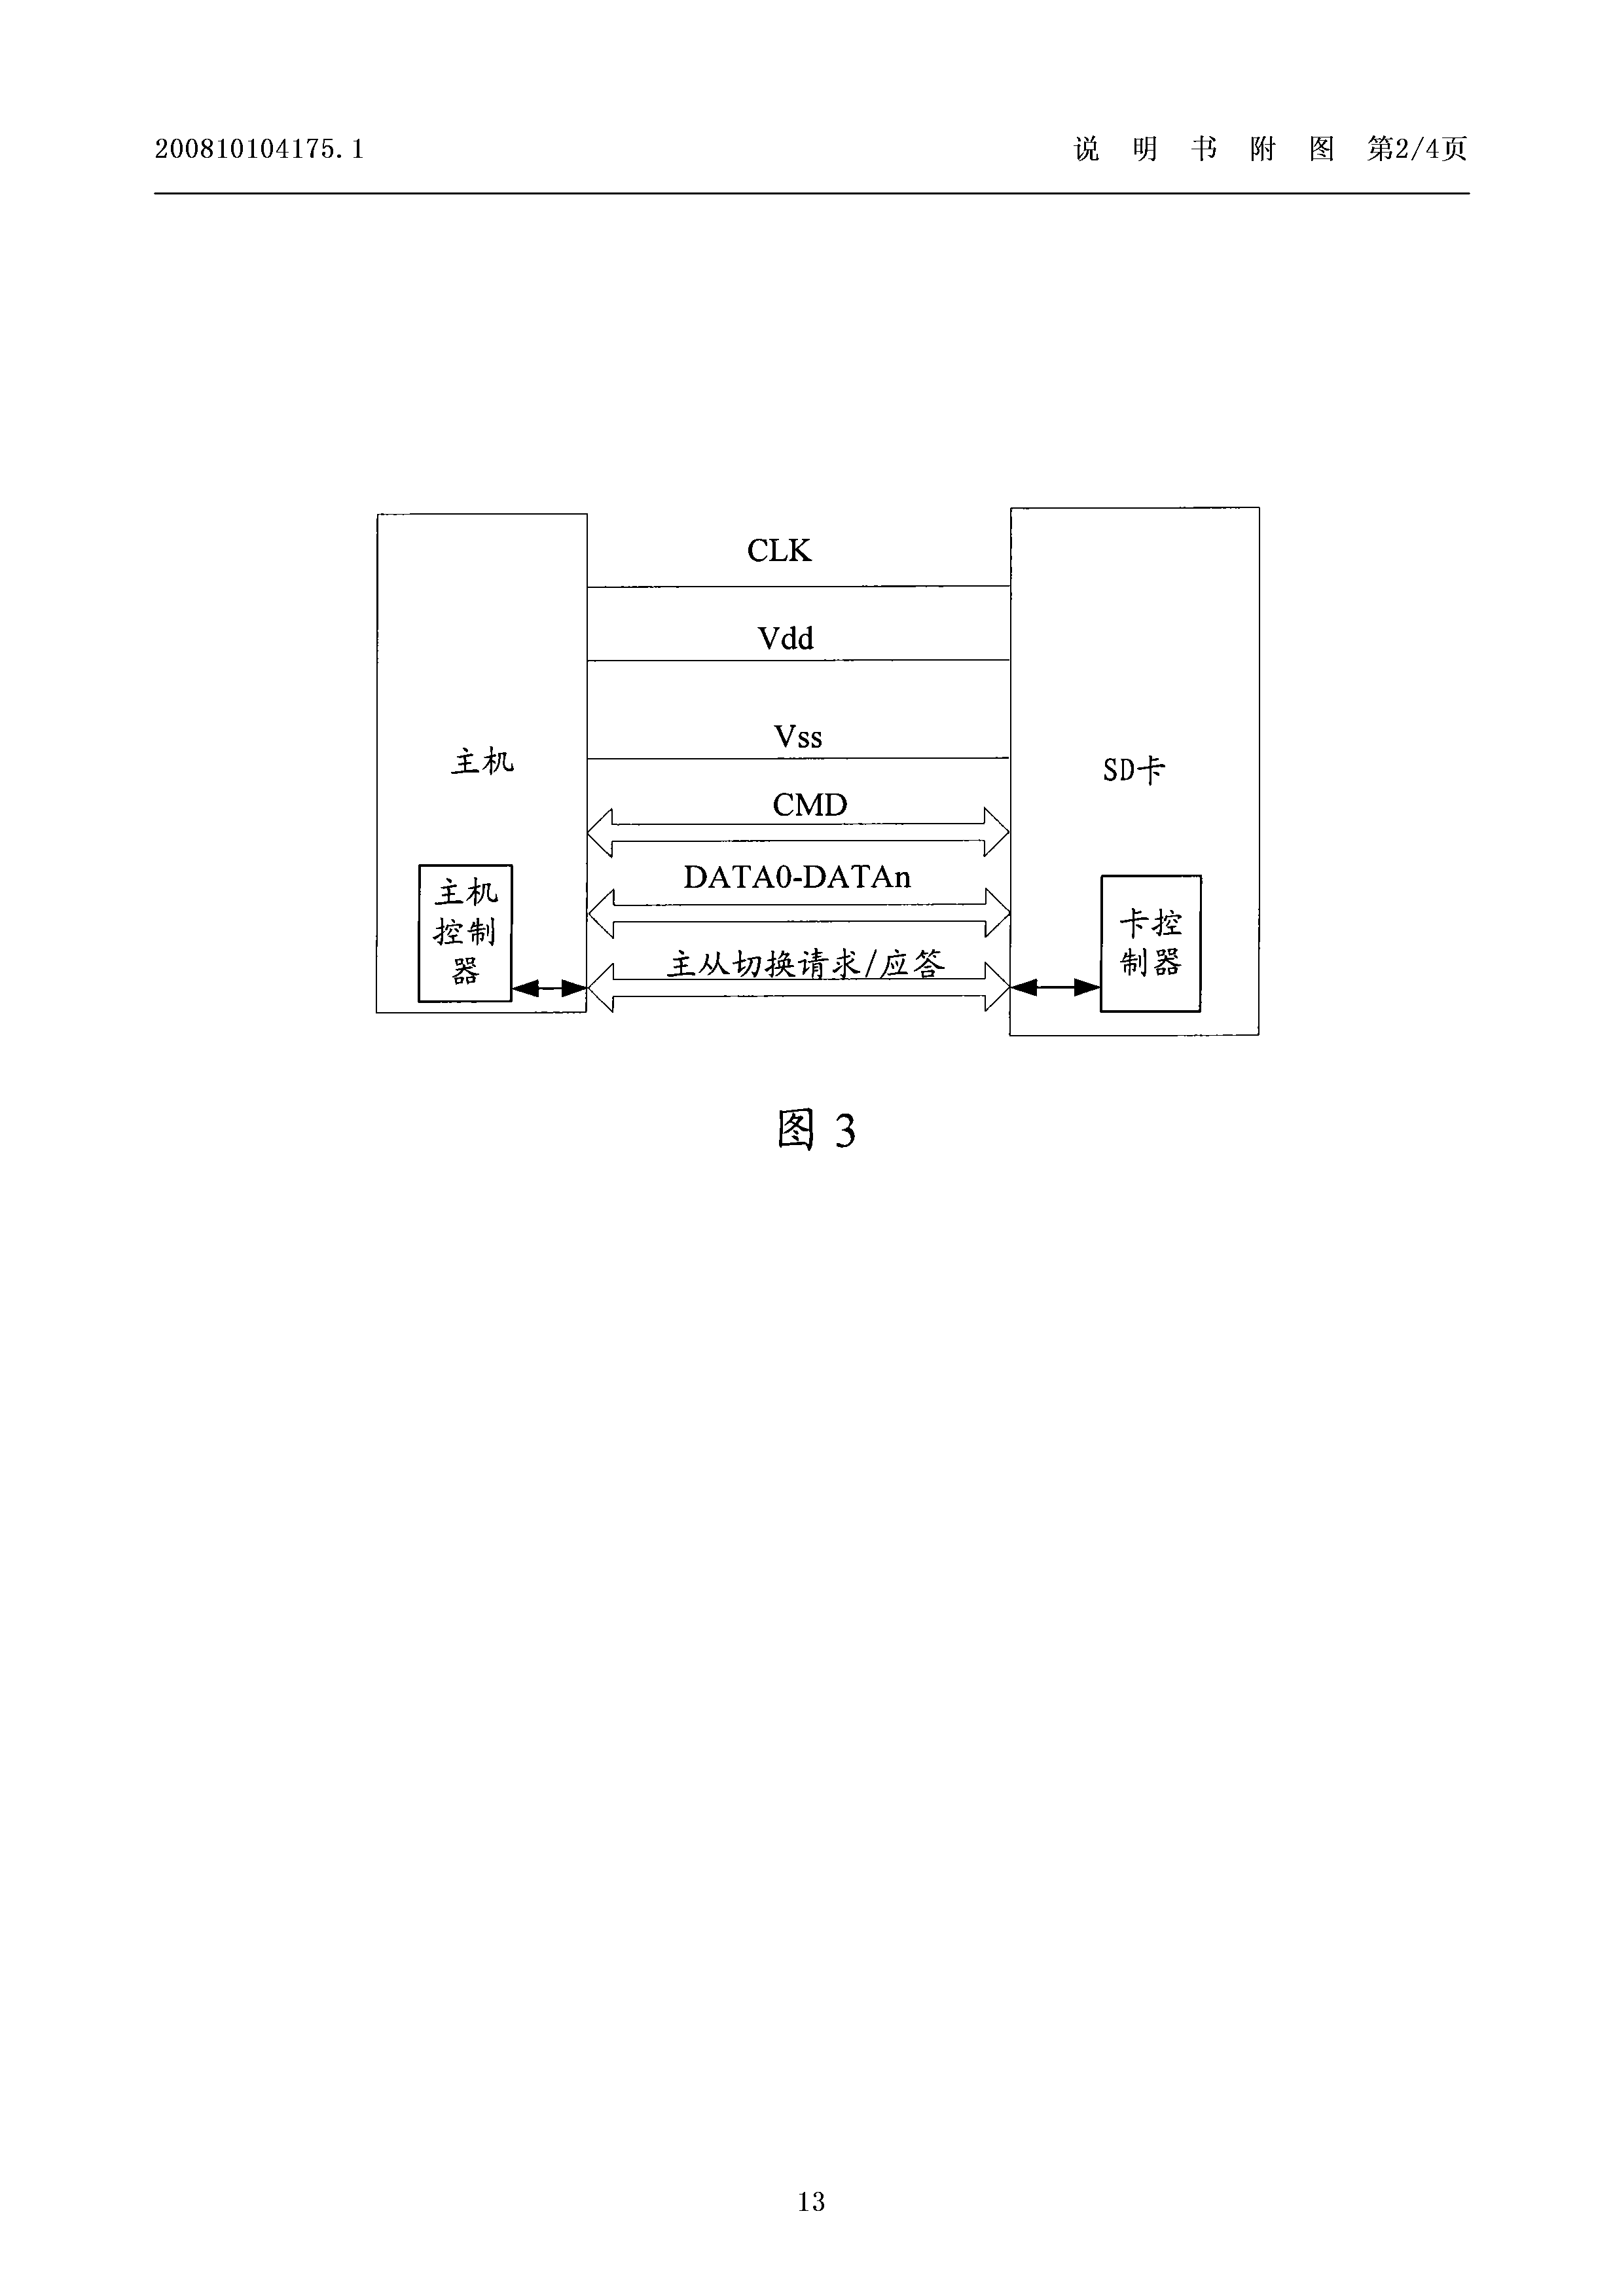 200810104175.1
说 明 书 附 图 第2/4页
CLK
Vdd
Vss
主机
SD卡
CMD
DATA0-DATAn
主从切换请求/应答
主机
控制
器
卡控
制器
图 3
13